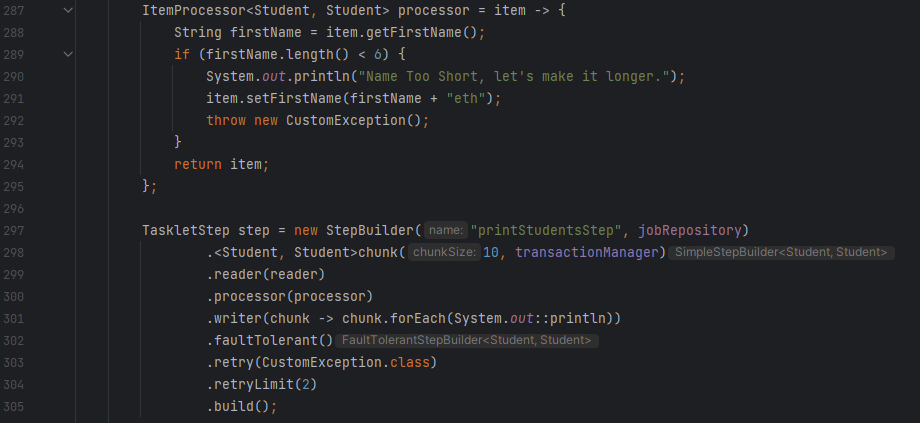 287 ItemProcessor<Student, Student> processor = item -> {
288 String firstName = item.getFirstName();
289 if (firstName.length() < 6) {
290 System.out.println("Name Too Short, let's make it longer.");
291 item.setFirstName(firstName + "eth");
292 throw new CustomException();
293 }
294 return item;
295 };
296
297 TaskletStep step = new StepBuilder( name: "printStudentsStep", jobRepository)
298 .<Student, Student>chunk( chunkSize: 10, transactionManager) SimpleStepBuilder<Student, Student>
299 .reader(reader)
300 .processor(processor)
301 .writer(chunk -> chunk.forEach(System.out::println))
302 .faultTolerant() FaultTolerantStepBuilder<Student, Student>
303 .retry(CustomException.class)
304 .retryLimit(2)
305 .build();